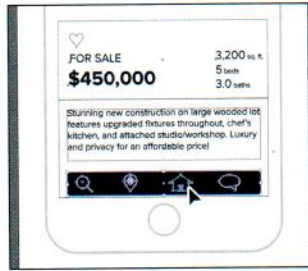 FOR SALE
$450,000
3,200 sq. ft.
5 beds
3.0 baths
Stunning new construction on large wooded lot
features upgraded fixtures throughout, chef's
kitchen, and attached studio/workshop. Luxury
and privacy for an affordable price!